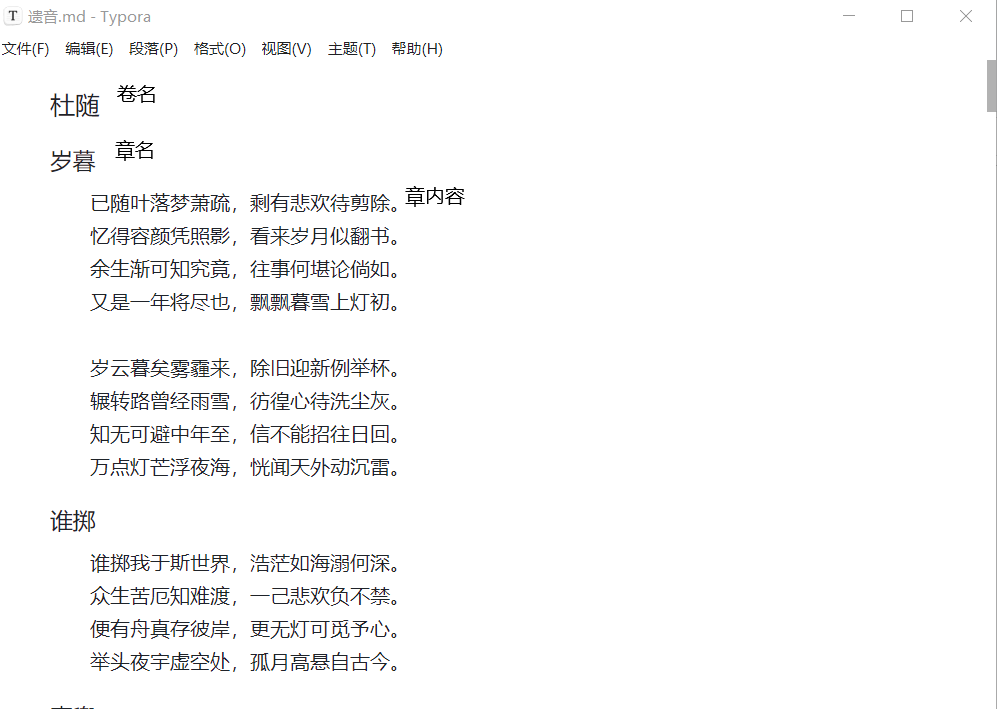 T 遗音.md - Typora
文件(F) 编辑(E) 段落(P) 格式(O) 视图(V) 主题(T) 帮助(H)
杜随 卷名
岁暮 章名
已随叶落梦萧疏，剩有悲欢待剪除。章内容
忆得容颜凭照影，看来岁月似翻书。
余生渐可知究竟，往事何堪论倘如。
又是一年将尽也，飘飘暮雪上灯初。
岁云暮矣雾霾来，除旧迎新例举杯。
辗转路曾经雨雪，彷徨心待洗尘灰。
知无可避中年至，信不能招往日回。
万点灯芒浮夜海，恍闻天外动沉雷。
谁掷
谁掷我于斯世界，浩茫如海溺何深。
众生苦厄知难渡，一己悲欢负不禁。
便有舟真存彼岸，更无灯可觅予心。
举头夜宇虚空处，孤月高悬自古今。